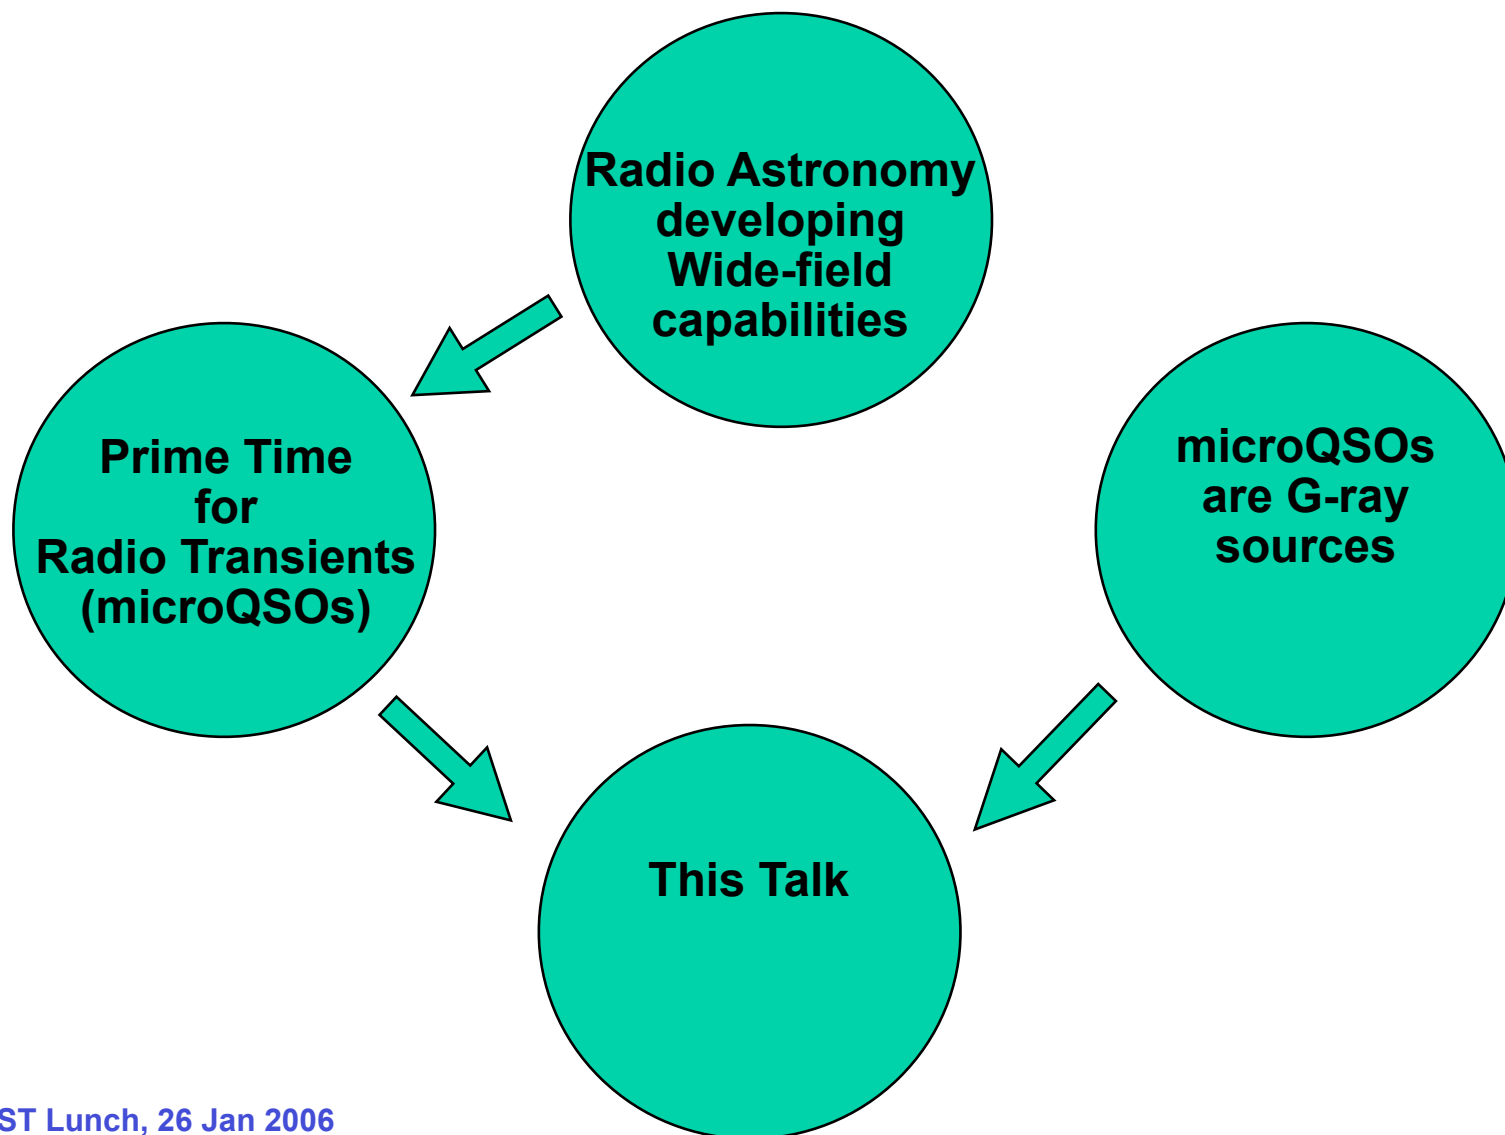 Radio Astronomy
developing
Wide-field
capabilities
Prime Time
for
Radio Transients
(microQSOs)
microQSOs
are G-ray
sources
This Talk
ST Lunch, 26 Jan 2006